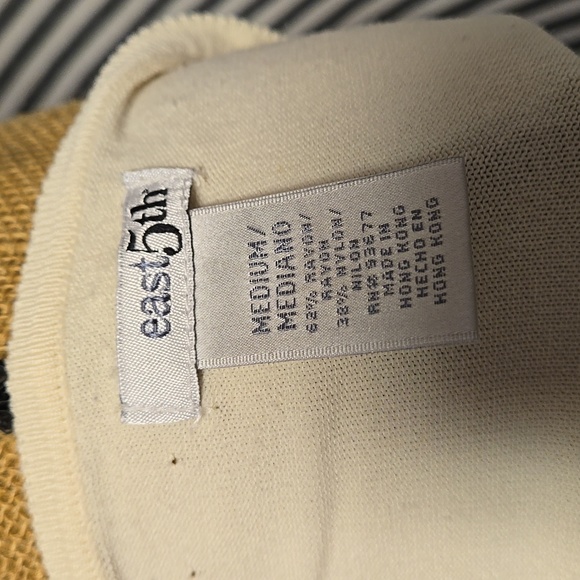 east5th
MEDIUM/
MEDIANO
62% RAYON/
RAYON
38% NYLON/
NILON
RN# 93677
MADE IN
HONG KONG
HECHO EN
HONG KONG